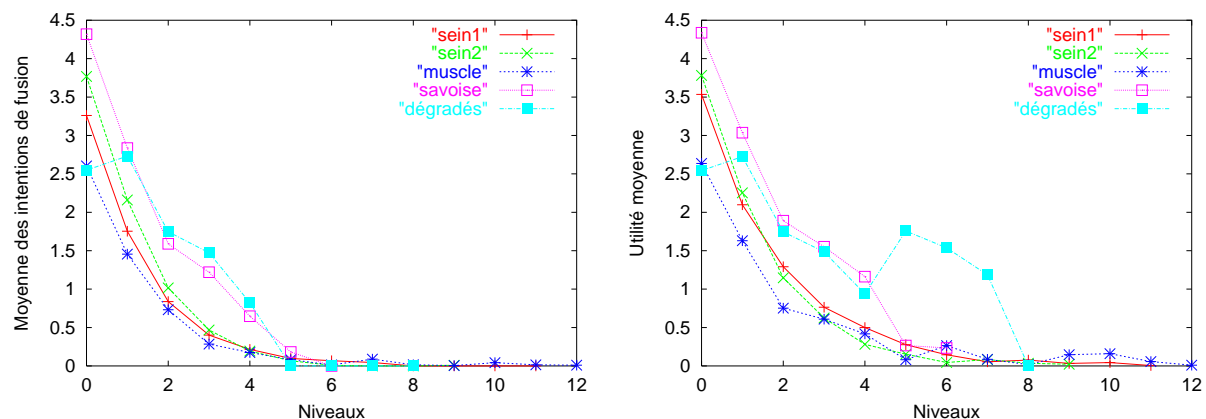 4.5
4
3.5
3
2.5
2
1.5
1
0.5
0
0 2 4 6 8 10 12
Moyenne des intentions de fusion
Niveaux
"sein1"
"sein2"
"muscle"
"savoise"
"dégradés"
4.5
4
3.5
3
2.5
2
1.5
1
0.5
0
0 2 4 6 8 10 12
Utilité moyenne
Niveaux
"sein1"
"sein2"
"muscle"
"savoise"
"dégradés"